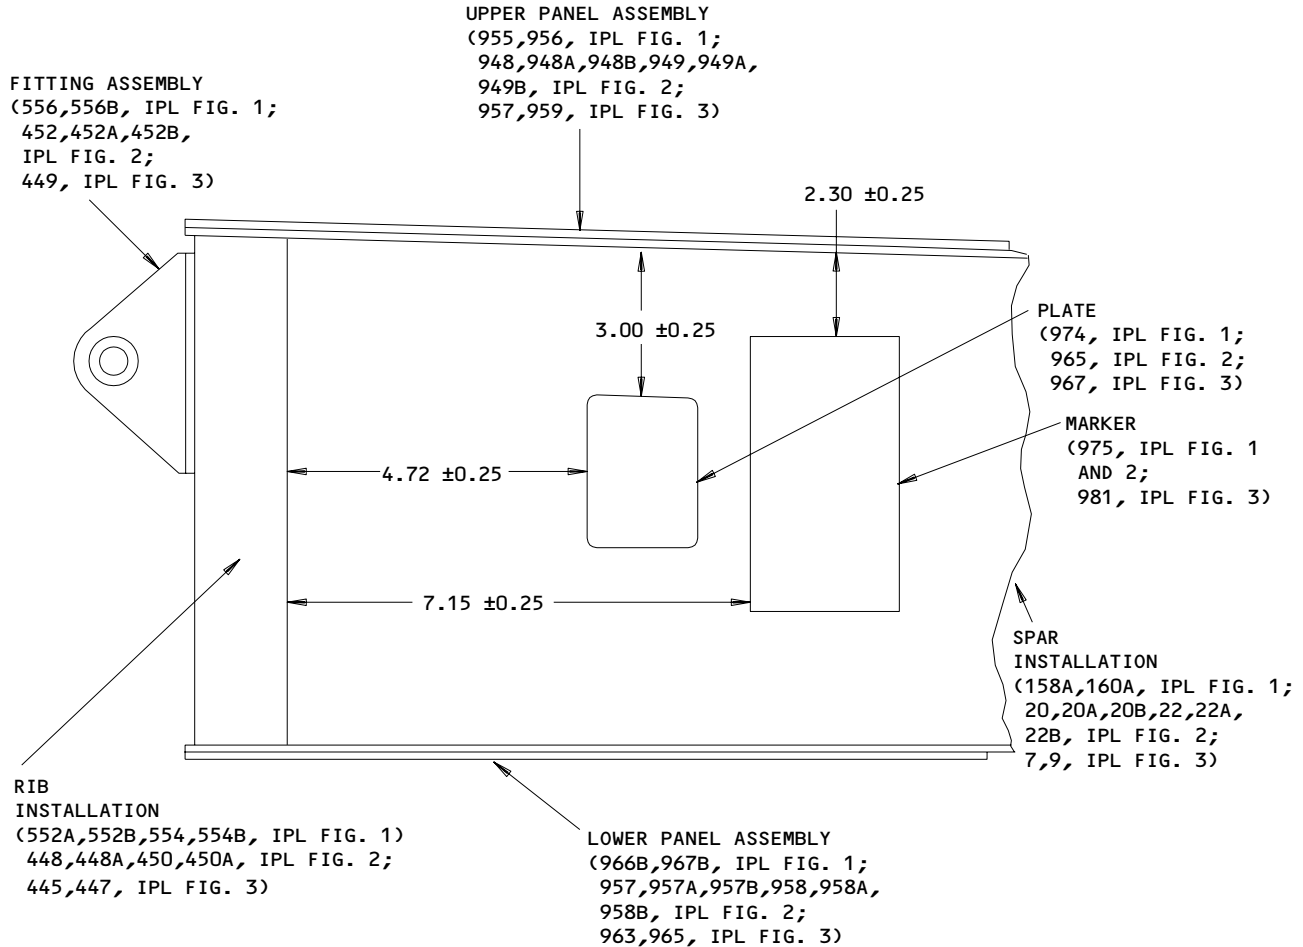 UPPER PANEL ASSEMBLY
(955,956, IPL FIG. 1;
948,948A,948B,949,949A,
949B, IPL FIG. 2;
957,959, IPL FIG. 3)
FITTING ASSEMBLY
(556,556B, IPL FIG. 1;
452,452A,452B,
IPL FIG. 2;
449, IPL FIG. 3)
2.30 ±0.25
3.00 ±0.25
PLATE
(974, IPL FIG. 1;
965, IPL FIG. 2;
967, IPL FIG. 3)
MARKER
(975, IPL FIG. 1
AND 2;
981, IPL FIG. 3)
4.72 ±0.25
7.15 ±0.25
SPAR
INSTALLATION
(158A,160A, IPL FIG. 1;
20,20A,20B,22,22A,
22B, IPL FIG. 2;
7,9, IPL FIG. 3)
RIB
INSTALLATION
(552A,552B,554,554B, IPL FIG. 1)
448,448A,450,450A, IPL FIG. 2;
445,447, IPL FIG. 3)
LOWER PANEL ASSEMBLY
(966B,967B, IPL FIG. 1;
957,957A,957B,958,958A,
958B, IPL FIG. 2;
963,965, IPL FIG. 3)